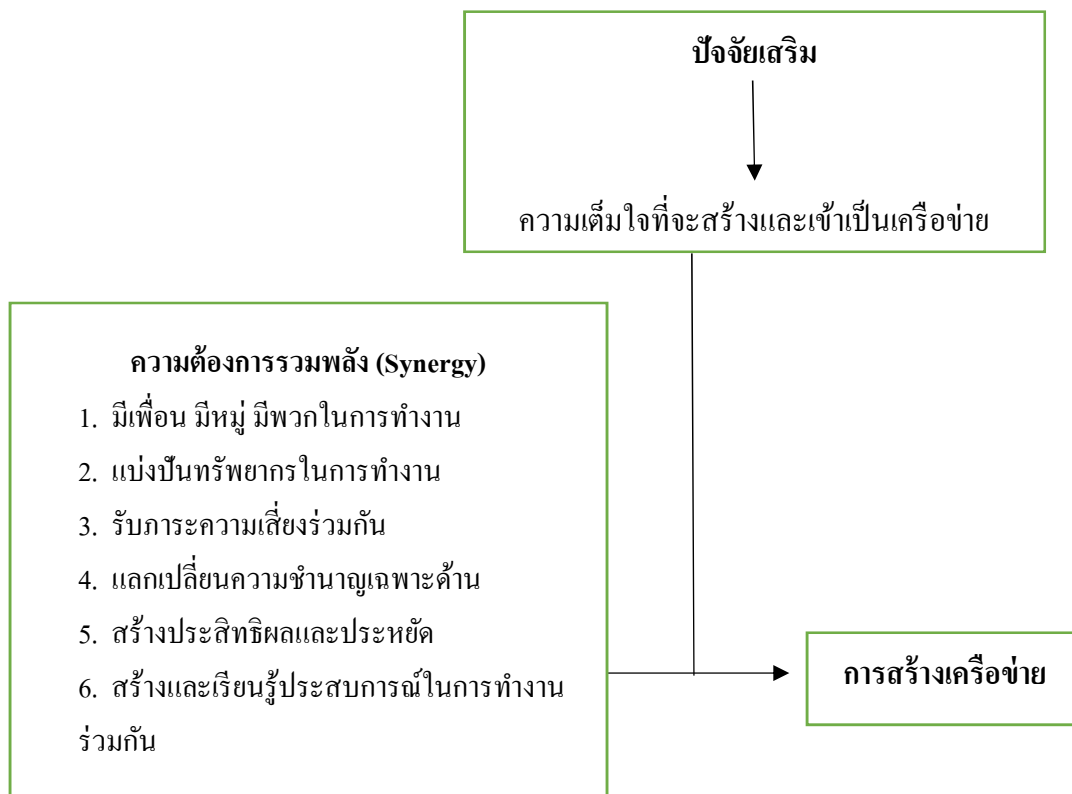 ปัจจัยเสริม
ความเต็มใจที่จะสร้างและเข้าเป็นเครือข่าย
ความต้องการรวมพลัง (Synergy)
1. มีเพื่อน มีหมู่ มีพวกในการทำงาน
2. แบ่งปันทรัพยากรในการทำงาน
3. รับภาระความเสี่ยงร่วมกัน
4. แลกเปลี่ยนความชำนาญเฉพาะด้าน
5. สร้างประสิทธิผลและประหยัด
6. สร้างและเรียนรู้ประสบการณ์ในการทำงาน
ร่วมกัน
การสร้างเครือข่าย